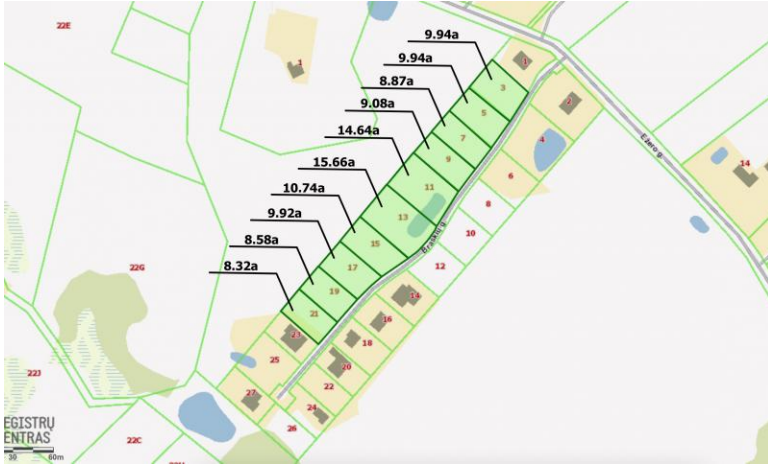 22E
1
9.94a
9.94a
8.87a
9.08a
14.64a
15.66a
10.74a
9.92a
8.58a
8.32a
1
3
2
5
7
4
9
6
11
8
13
10
15
12
17
19
14
21
16
23
18
25
20
22
27
24
26
Braškių g.
Ežero g.
14
22G
22J
22C
EGISTRŲ
ENTRAS
30 60m